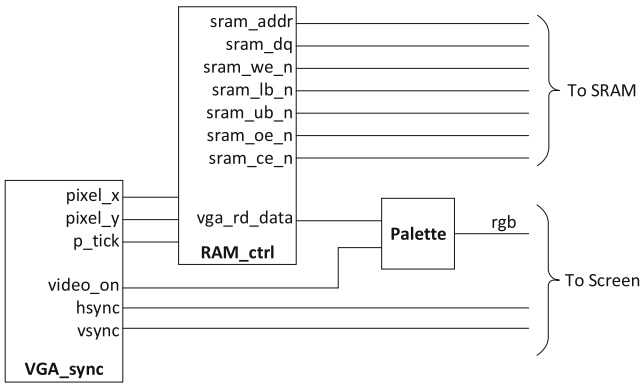 sram_addr
sram_dq
sram_we_n
sram_lb_n
sram_ub_n
sram_oe_n
sram_ce_n
To SRAM
vga_rd_data
RAM_ctrl
pixel_x
pixel_y
p_tick
video_on
hsync
vsync
VGA_sync
Palette
rgb
To Screen